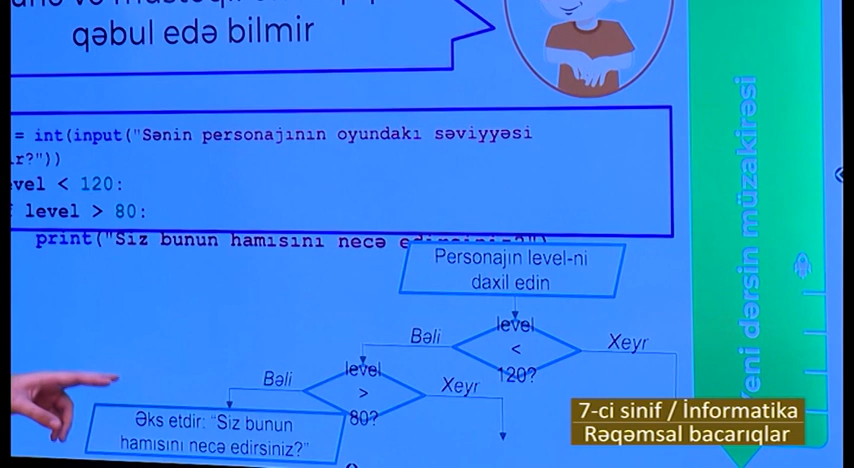 qəbul edə bilmir
= int(input("Sənin personajının oyundakı səviyyəsi
r?"))
vel < 120:
level > 80:
print("Siz bunun hamısını necə
Personajın level-ni
daxil edin
Bəli
level
<
120?
Xeyr
Bəli
level
>
80?
Xeyr
Əks etdir: "Siz bunun
hamısını necə edirsiniz?"
dərsin müzakirəsi
7-ci sinif / İnformatika
Rəqəmsal bacarıqlar